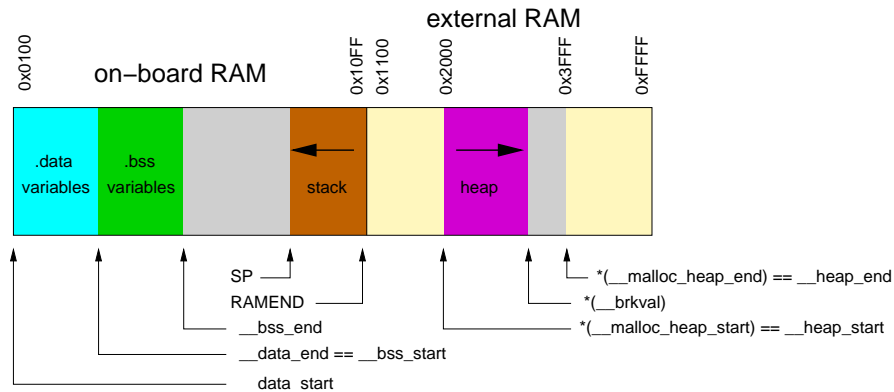 external RAM
on−board RAM
0x0100
0x10FF
0x1100
0x2000
0x3FFF
0xFFFF
.data
variables
.bss
variables
stack
heap
SP
RAMEND
__bss_end
__data_end == __bss_start
__data_start
*(__malloc_heap_end) == __heap_end
*(__brkval)
*(__malloc_heap_start) == __heap_start